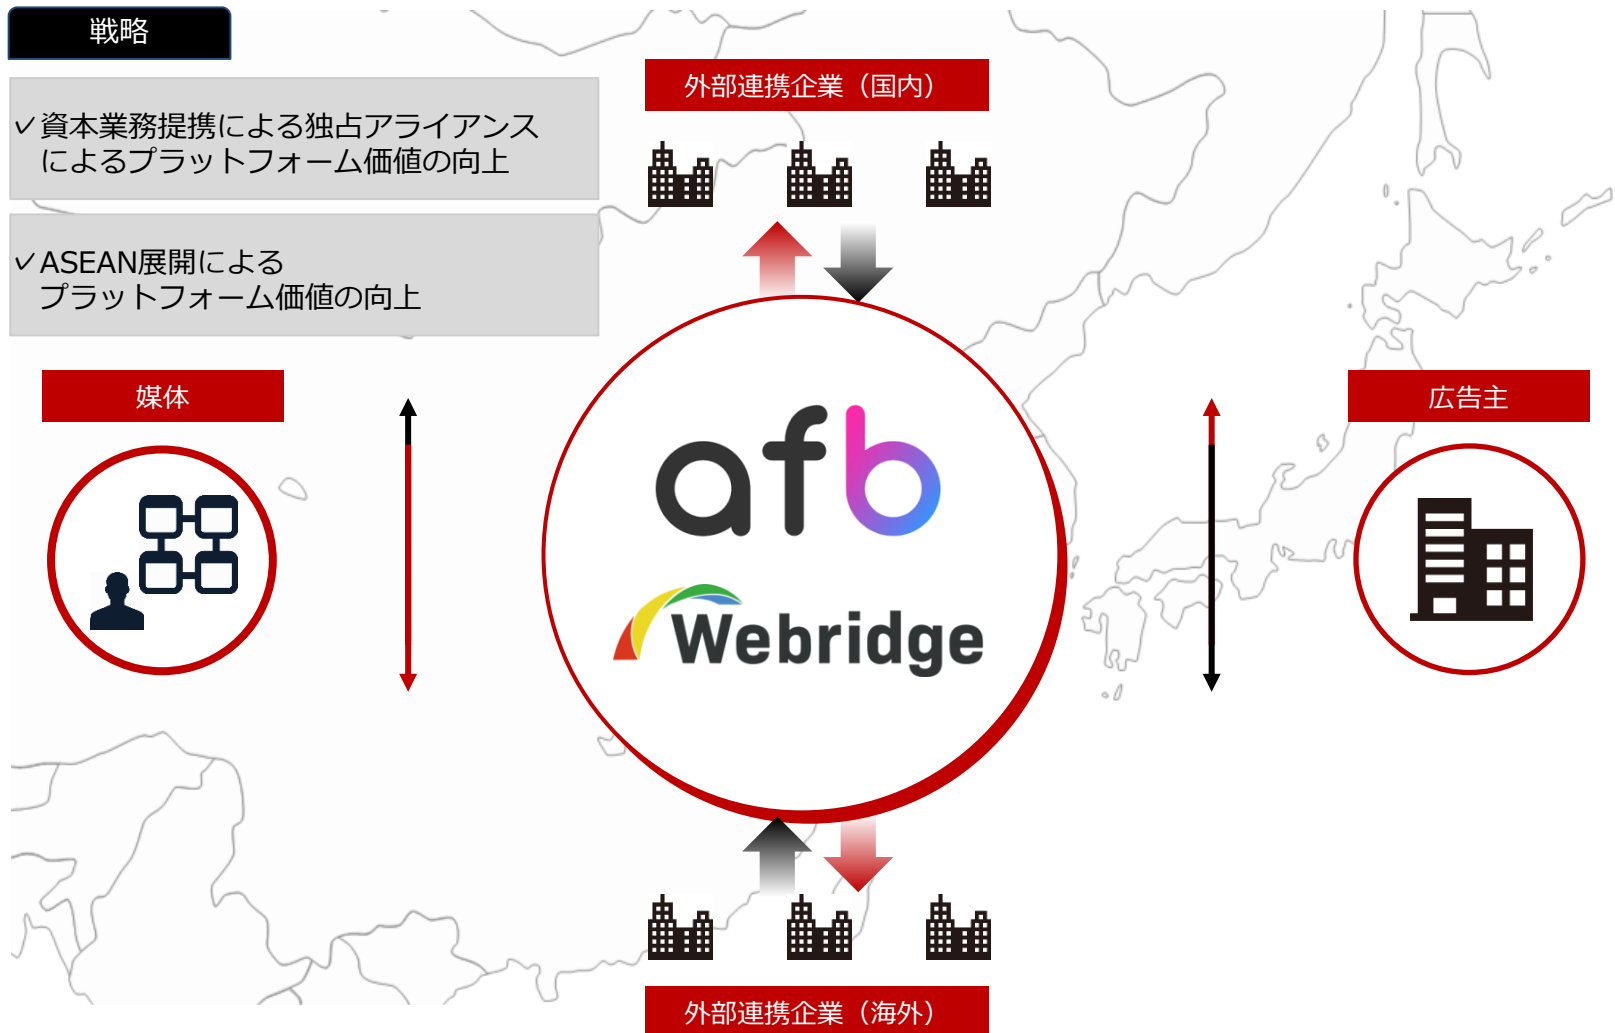 戦略
✓資本業務提携による独占アライアンス
によるプラットフォーム価値の向上
✓ASEAN展開による
プラットフォーム価値の向上
外部連携企業（国内）
媒体
広告主
afb
Webridge
外部連携企業（海外）